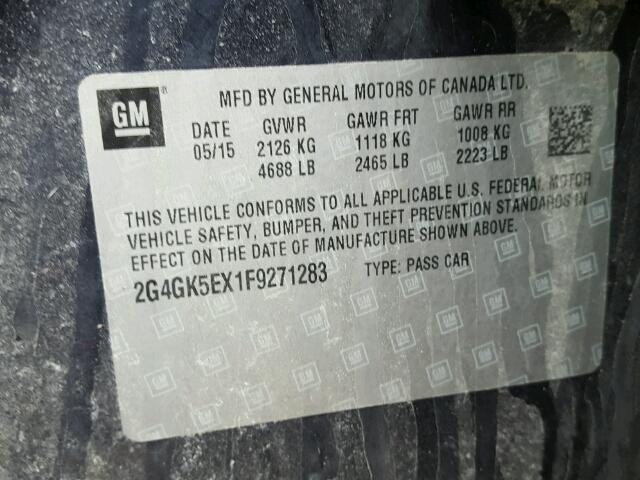 GM ®
MFD BY GENERAL MOTORS OF CANADA LTD.
DATE GVWR GAWR FRT GAWR RR
05/15 2126 KG 1118 KG 1008 KG
4688 LB 2465 LB 2223 LB
THIS VEHICLE CONFORMS TO ALL APPLICABLE U.S. FEDERAL MOTOR
VEHICLE SAFETY, BUMPER, AND THEFT PREVENTION STANDARDS IN
EFFECT ON THE DATE OF MANUFACTURE SHOWN ABOVE.
2G4GK5EX1F9271283 TYPE: PASS CAR